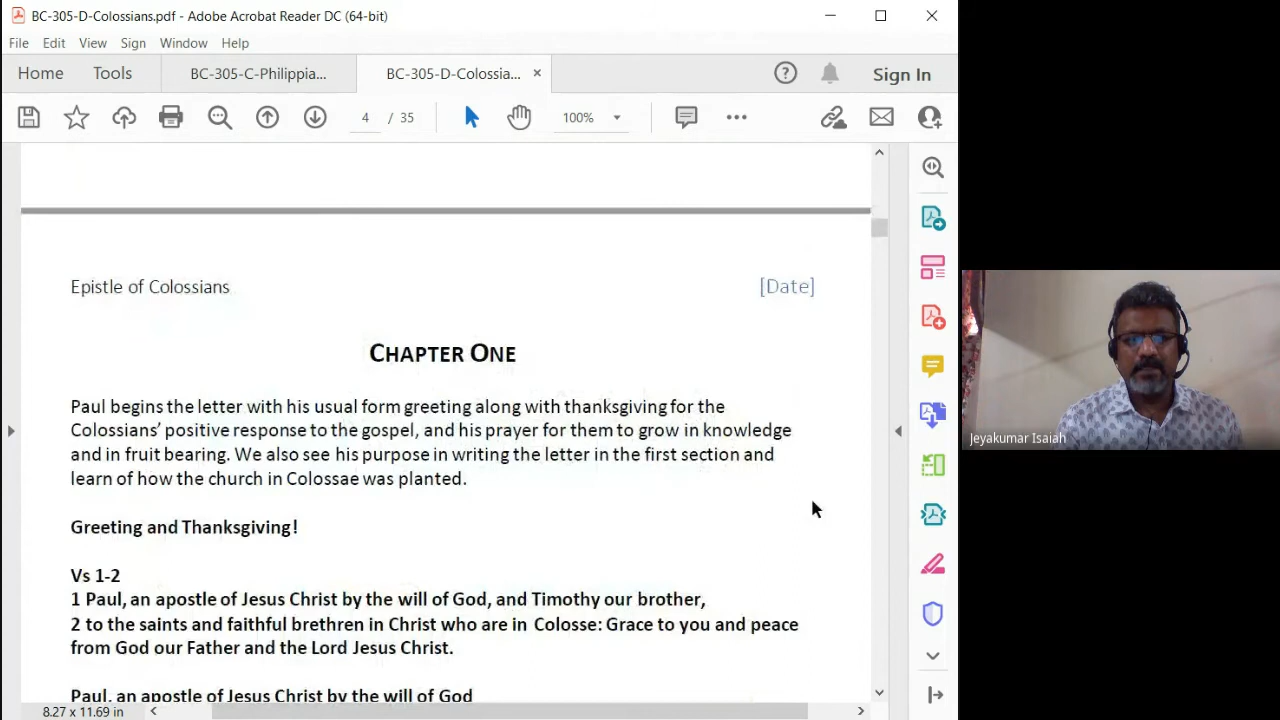 BC-305-D-Colossians.pdf - Adobe Acrobat Reader DC (64-bit)
File Edit View Sign Window Help
Home Tools BC-305-C-Philippia... BC-305-D-Colossia... × ? Sign In
4 / 35 100%
Epistle of Colossians [Date]
CHAPTER ONE
Paul begins the letter with his usual form greeting along with thanksgiving for the
Colossians’ positive response to the gospel, and his prayer for them to grow in knowledge
and in fruit bearing. We also see his purpose in writing the letter in the first section and
learn of how the church in Colossae was planted.
Greeting and Thanksgiving!
Vs 1-2
1 Paul, an apostle of Jesus Christ by the will of God, and Timothy our brother,
2 to the saints and faithful brethren in Christ who are in Colosse: Grace to you and peace
from God our Father and the Lord Jesus Christ.
Paul, an apostle of Jesus Christ by the will of God
8.27 x 11.69 in
Jeyakumar Isaiah